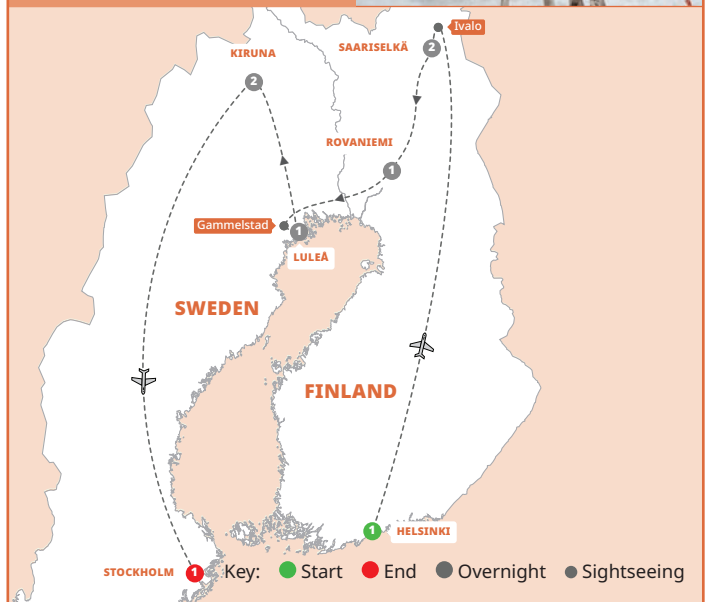 Ivalo
SAARISELKÄ
2
KIRUNA
2
ROVANIEMI
1
Gammelstad
1
LULEÅ
SWEDEN
FINLAND
1
HELSINKI
STOCKHOLM
1
Key: Start End Overnight Sightseeing